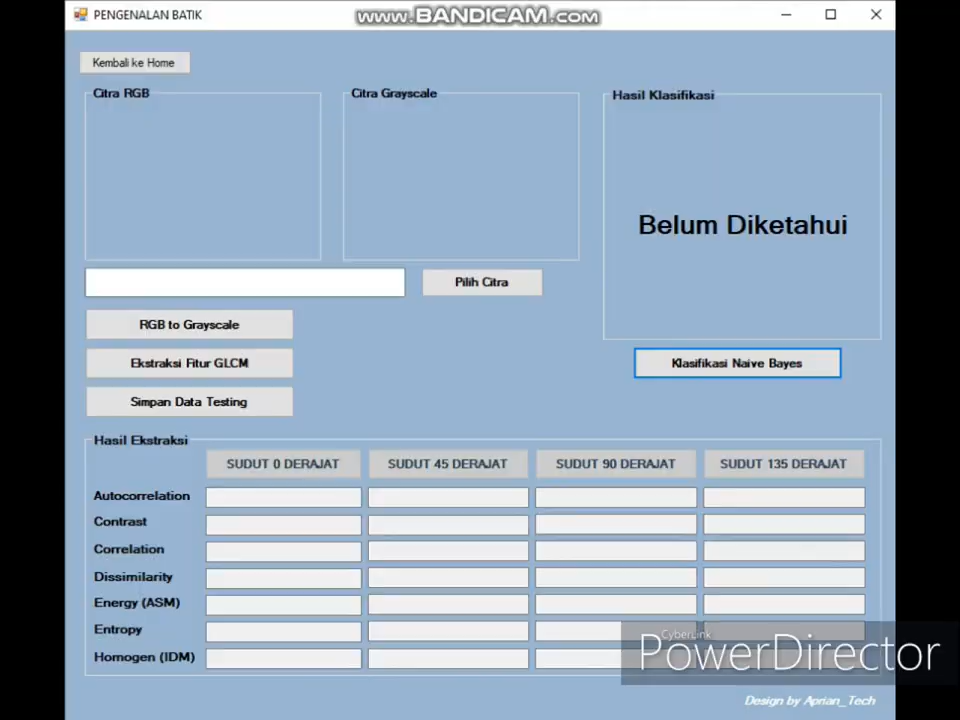 PENGENALAN BATIK
www.BANDICAM.com
Kembali ke Home
Citra RGB
Citra Grayscale
Hasil Klasifikasi
Belum Diketahui
Pilih Citra
RGB to Grayscale
Ekstraksi Fitur GLCM
Klasifikasi Naive Bayes
Simpan Data Testing
Hasil Ekstraksi
SUDUT 0 DERAJAT SUDUT 45 DERAJAT SUDUT 90 DERAJAT SUDUT 135 DERAJAT
Autocorrelation
Contrast
Correlation
Dissimilarity
Energy (ASM)
Entropy
Homogen (IDM)
CyberLink
PowerDirector
Design by Aprian_Tech